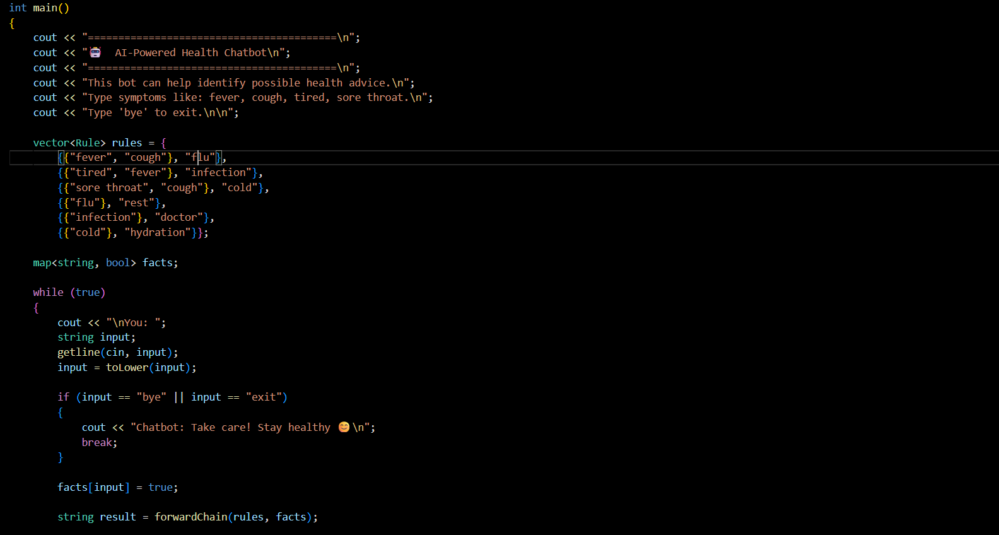 int main()
{
    cout << "=========================================\n";
    cout << "🤖  AI-Powered Health Chatbot\n";
    cout << "=========================================\n";
    cout << "This bot can help identify possible health advice.\n";
    cout << "Type symptoms like: fever, cough, tired, sore throat.\n";
    cout << "Type 'bye' to exit.\n\n";

    vector<Rule> rules = {
        {{"fever", "cough"}, "flu"},
        {{"tired", "fever"}, "infection"},
        {{"sore throat", "cough"}, "cold"},
        {{"flu"}, "rest"},
        {{"infection"}, "doctor"},
        {{"cold"}, "hydration"}};

    map<string, bool> facts;

    while (true)
    {
        cout << "\nYou: ";
        string input;
        getline(cin, input);
        input = toLower(input);

        if (input == "bye" || input == "exit")
        {
            cout << "Chatbot: Take care! Stay healthy 😊\n";
            break;
        }

        facts[input] = true;

        string result = forwardChain(rules, facts);